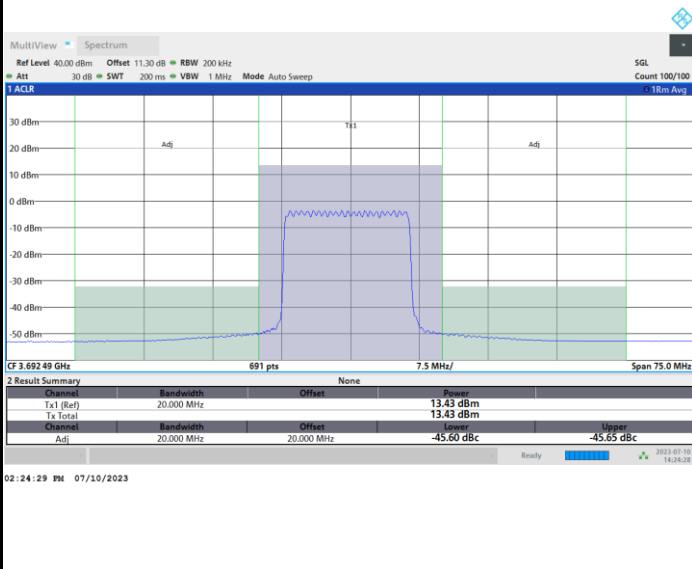 MultiView Spectrum
Ref Level 40.00 dBm Offset 11.30 dB RBW 200 kHz SGL
Att 30 dB SWT 200 ms VBW 1 MHz Mode Auto Sweep Count 100/100
1 ACLR 1Rm Avg
Tx1
Adj Adj
30 dBm
20 dBm
10 dBm
0 dBm
-10 dBm
-20 dBm
-30 dBm
-40 dBm
-50 dBm
CF 3.692 49 GHz 691 pts 7.5 MHz/ Span 75.0 MHz
2 Result Summary None
Channel Bandwidth Offset Power
Tx1 (Ref) 20.000 MHz 13.43 dBm
Tx Total 13.43 dBm
Channel Bandwidth Offset Lower Upper
Adj 20.000 MHz 20.000 MHz -45.60 dBc -45.65 dBc
Ready 2023-07-10
14:24:28
02:24:29 PM 07/10/2023